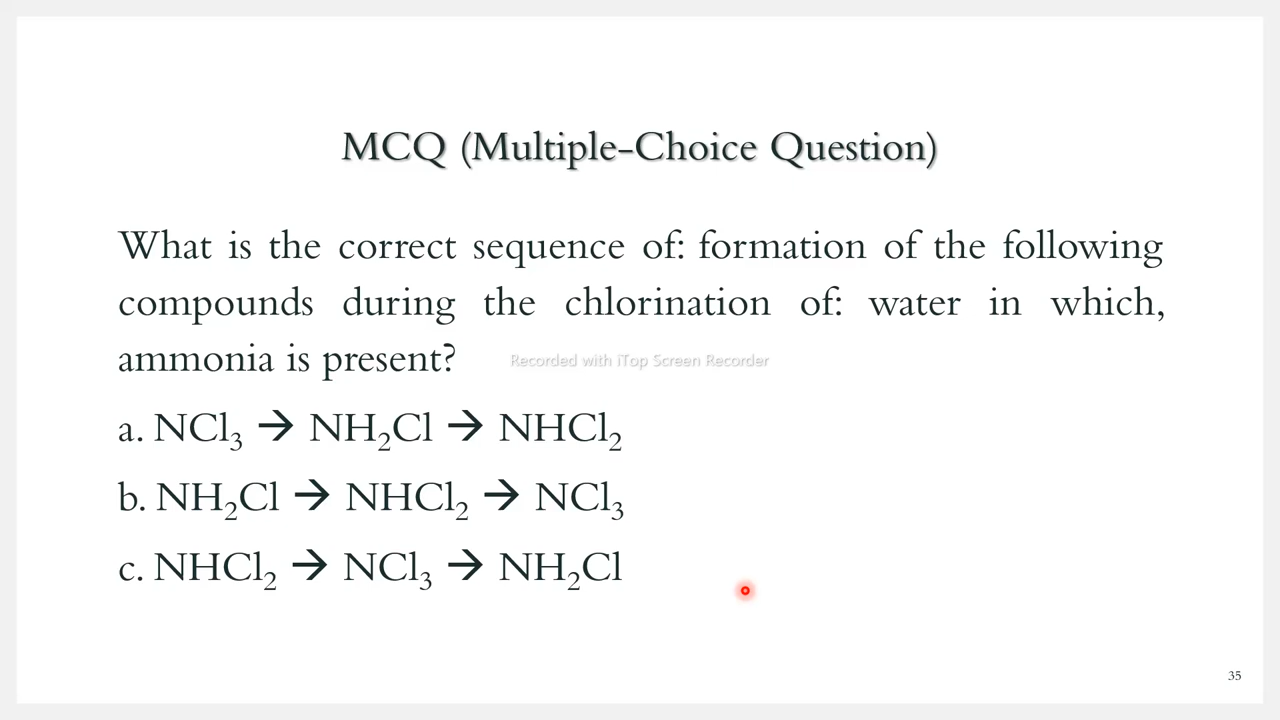 MCQ (Multiple-Choice Question)
What is the correct sequence of: formation of the following
compounds during the chlorination of: water in which,
ammonia is present?
Recorded with iTop Screen Recorder
a. NCl₃ → NH₂Cl → NHCl₂
b. NH₂Cl → NHCl₂ → NCl₃
c. NHCl₂ → NCl₃ → NH₂Cl
35